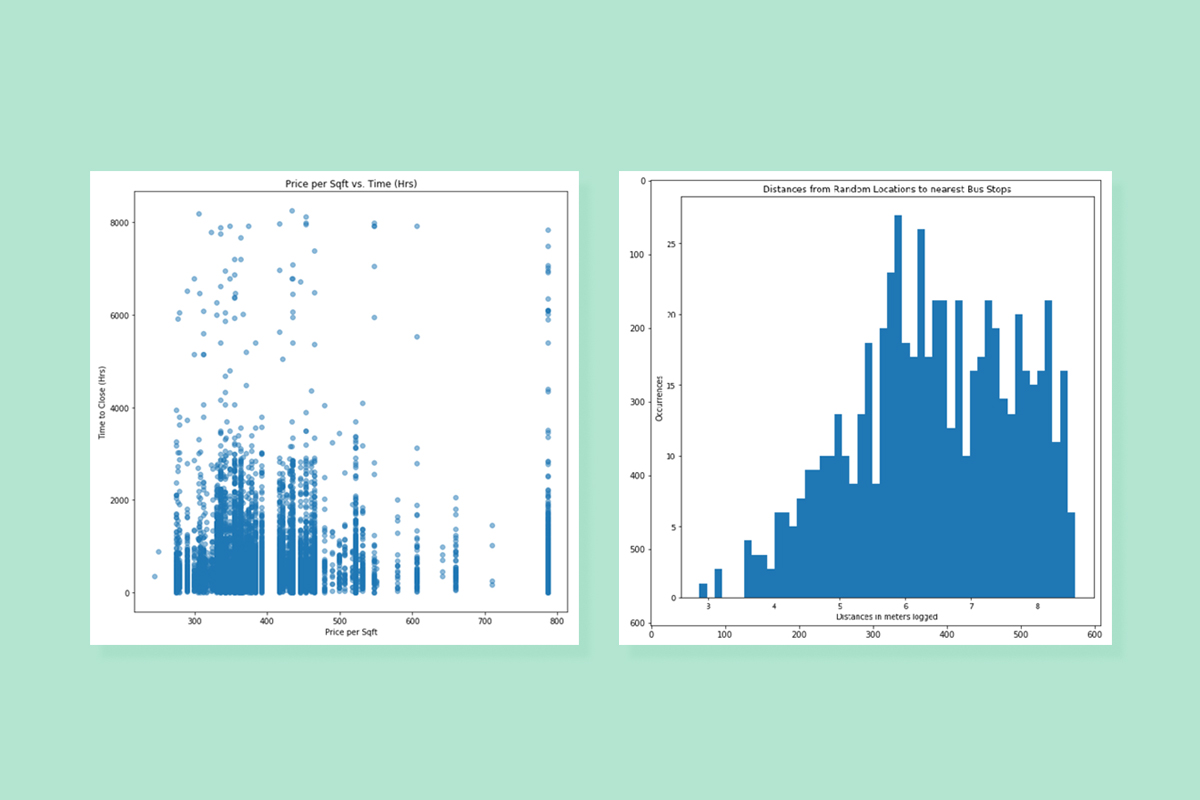 Price per Sqft vs. Time (Hrs)
8000
6000
4000
2000
0
Time to Close (Hrs)
300 400 500 600 700 800
Price per Sqft
Distances from Random Locations to nearest Bus Stops
0
100
200
300
400
500
600
25
20
15
10
5
0
Occurrences
3 4 5 6 7 8
Distances in meters logged
0 100 200 300 400 500 600